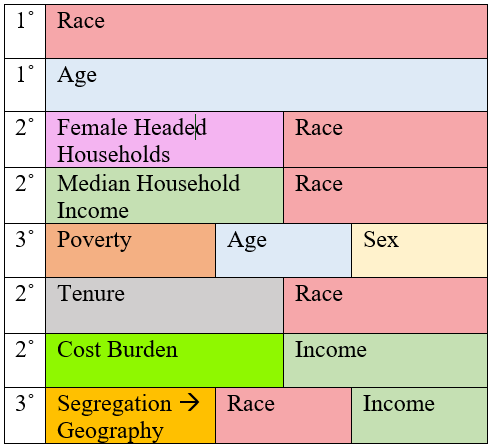 1˚ Race
1˚ Age
2˚ Female Headed Race
Households
2˚ Median Household Race
Income
3˚ Poverty Age Sex
2˚ Tenure Race
2˚ Cost Burden Income
3˚ Segregation → Race Income
Geography